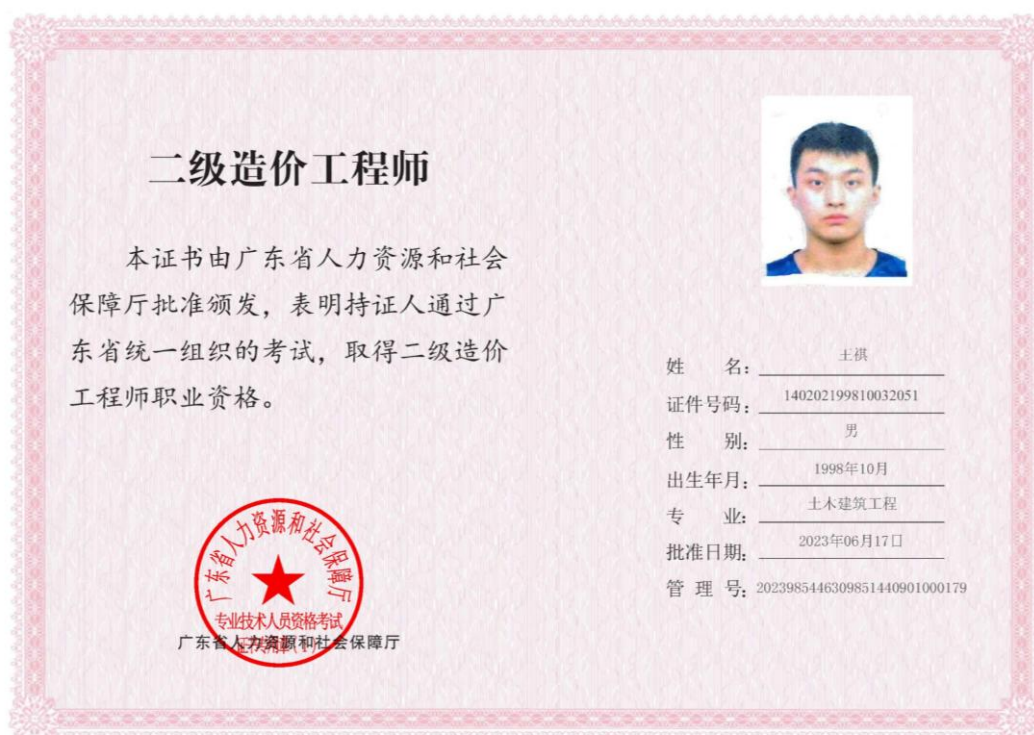 二级造价工程师
本证书由广东省人力资源和社会
保障厅批准颁发，表明持证人通过广
东省统一组织的考试，取得二级造价
工程师职业资格。
广东省人力资源和社会保障厅
专业技术人员资格考试
广东省人力资源和社会保障厅
姓 名：王祺
证件号码：140202199810032051
性 别：男
出生年月：1998年10月
专 业：土木建筑工程
批准日期：2023年06月17日
管 理 号：2023985446309851440901000179